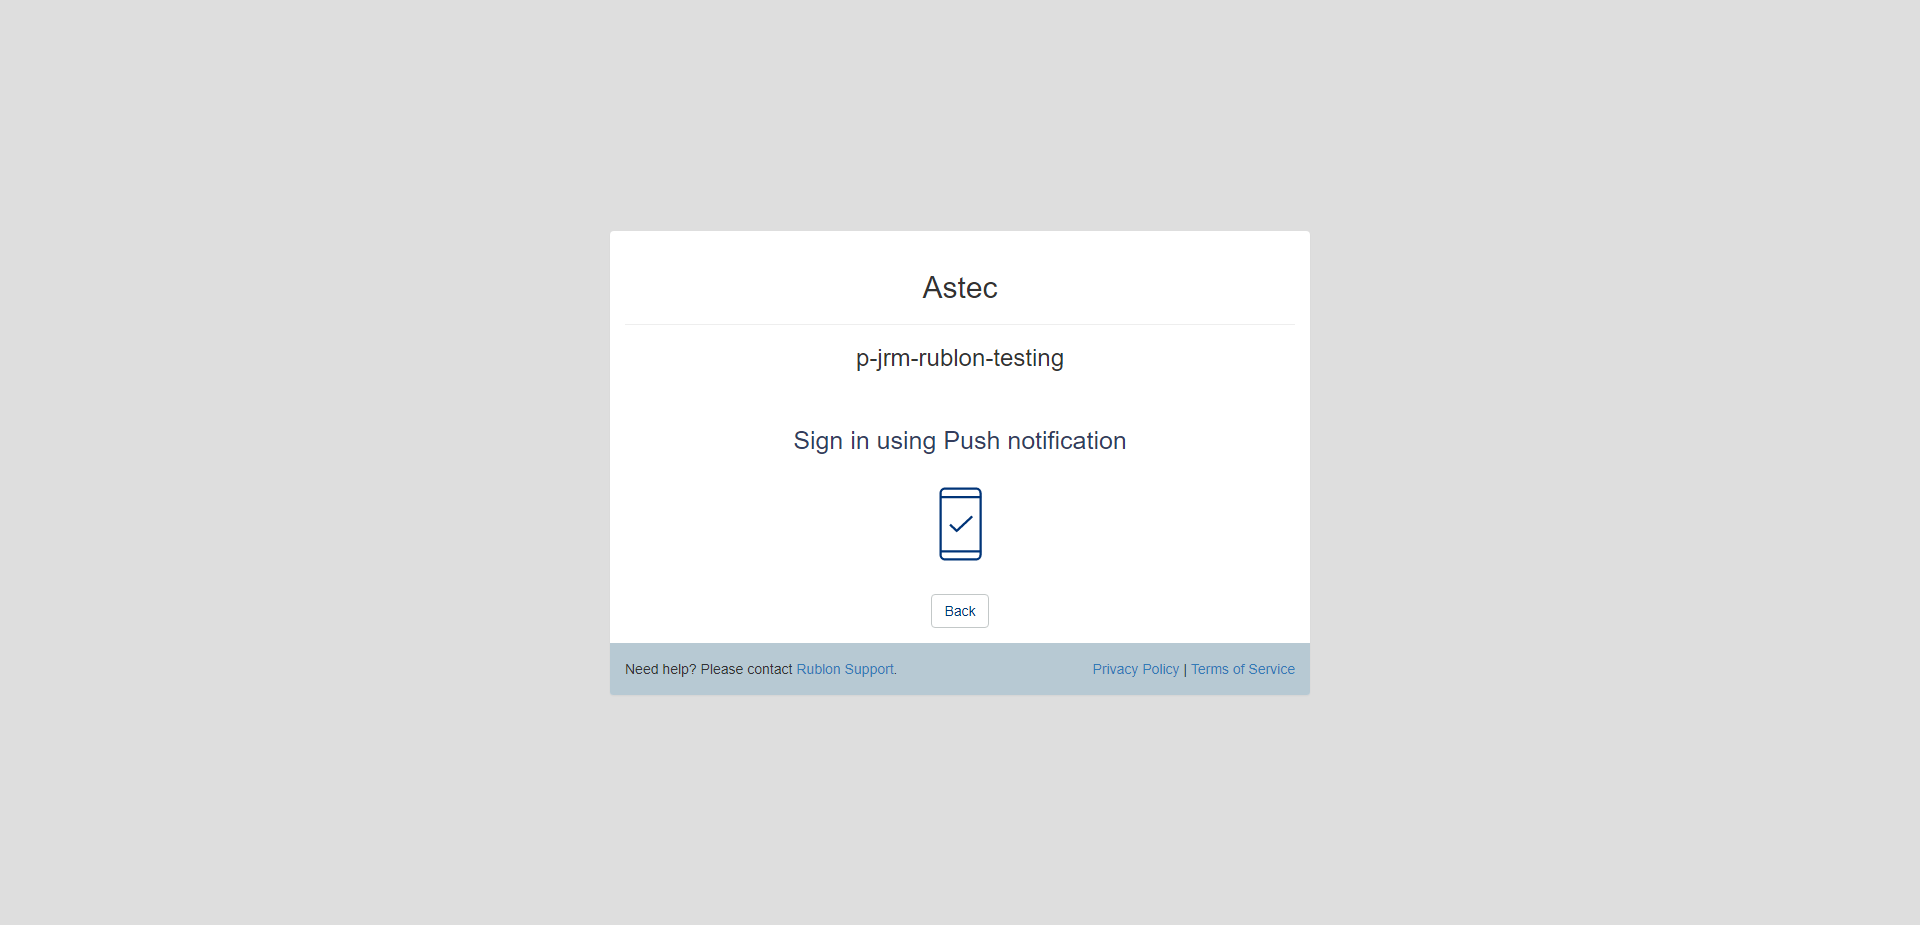 Astec
p-jrm-rublon-testing
Sign in using Push notification
Back
Need help? Please contact Rublon Support.
Privacy Policy | Terms of Service